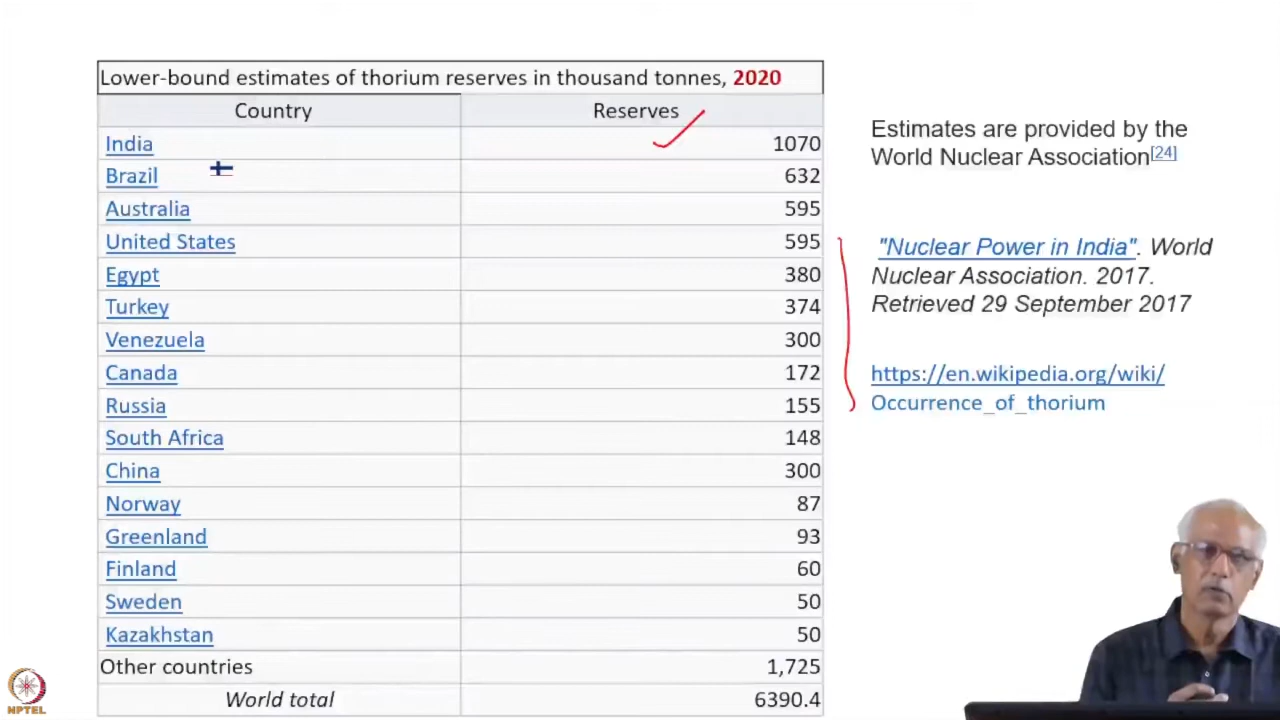 Lower-bound estimates of thorium reserves in thousand tonnes, 2020
Country Reserves
India 1070
Brazil 632
Australia 595
United States 595
Egypt 380
Turkey 374
Venezuela 300
Canada 172
Russia 155
South Africa 148
China 300
Norway 87
Greenland 93
Finland 60
Sweden 50
Kazakhstan 50
Other countries 1,725
World total 6390.4
Estimates are provided by the
World Nuclear Association[24]
"Nuclear Power in India". World
Nuclear Association. 2017.
Retrieved 29 September 2017
https://en.wikipedia.org/wiki/
Occurrence_of_thorium
NPTEL